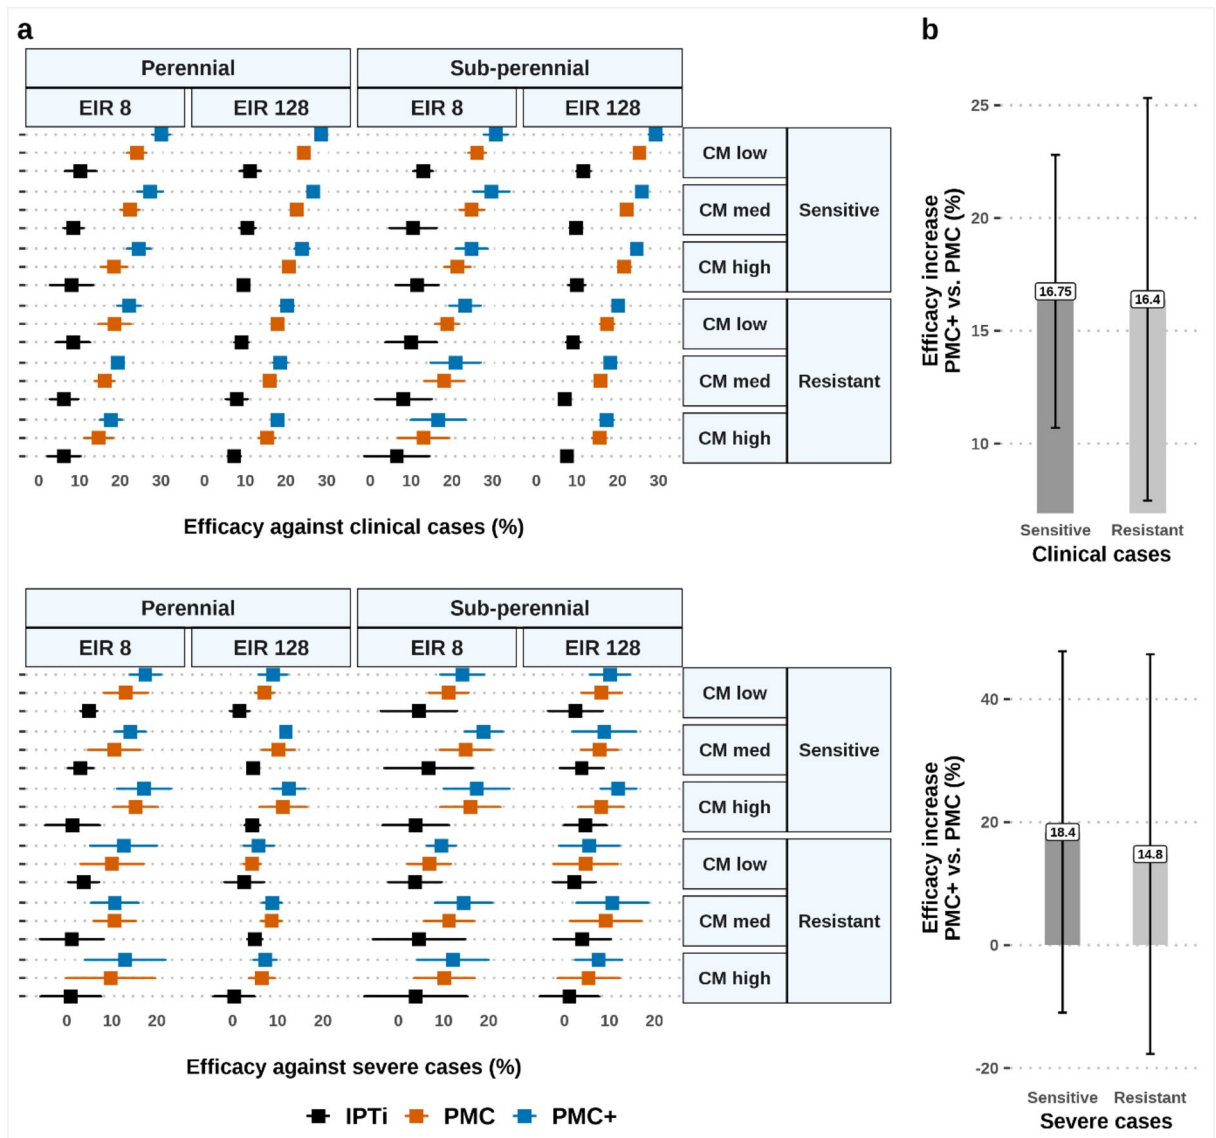 a
Perennial
Sub-perennial
EIR 8
EIR 128
EIR 8
EIR 128
CM low
CM med
CM high
Sensitive
CM low
CM med
CM high
Resistant
0 10 20 30 0 10 20 30 0 10 20 30 0 10 20 30
Efficacy against clinical cases (%)
Perennial
Sub-perennial
EIR 8
EIR 128
EIR 8
EIR 128
CM low
CM med
CM high
Sensitive
CM low
CM med
CM high
Resistant
0 10 20 0 10 20 0 10 20 0 10 20
Efficacy against severe cases (%)
IPTi PMC PMC+
b
Efficacy increase
PMC+ vs. PMC (%)
25
20
15
10
16.75
16.4
Sensitive Resistant
Clinical cases
Efficacy increase
PMC+ vs. PMC (%)
40
20
0
-20
18.4
14.8
Sensitive Resistant
Severe cases